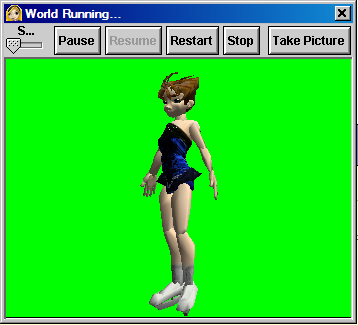 World Running...
S...
Pause
Resume
Restart
Stop
Take Picture